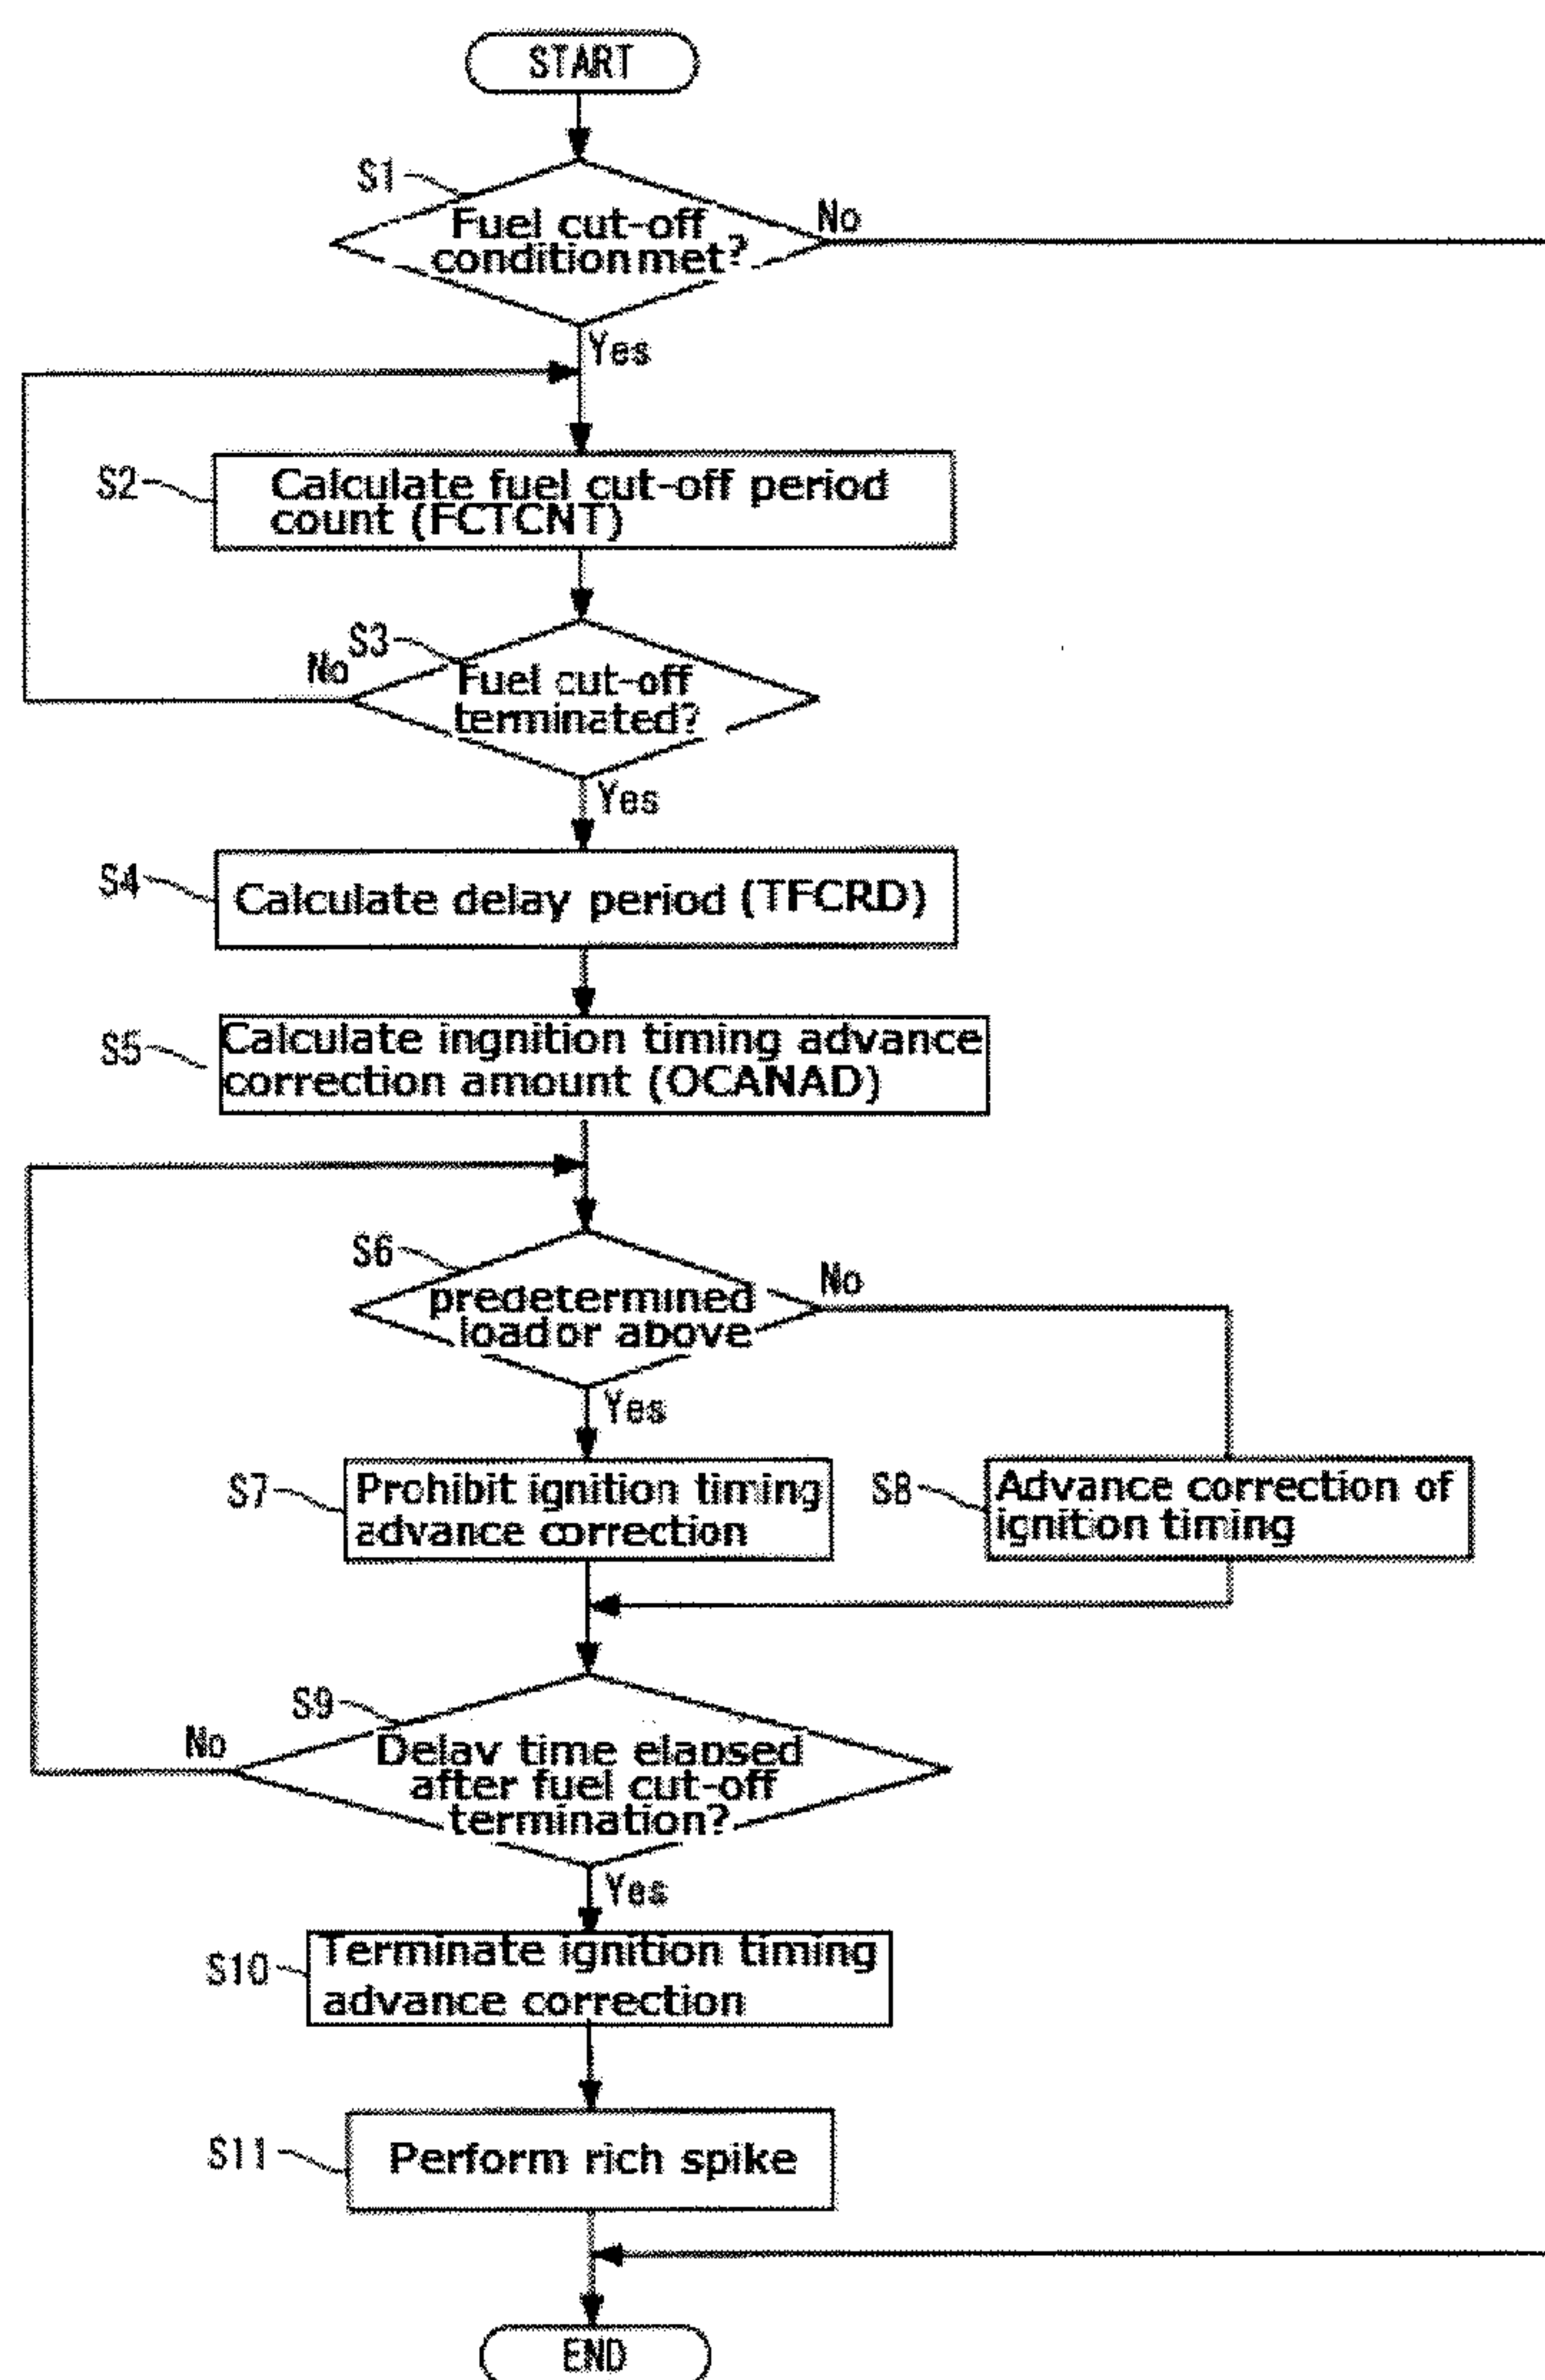 START
S1
Fuel cut-off
condition met?
No
Yes
S2
Calculate fuel cut-off period
count (FCTCNT)
S3
No
Fuel cut-off
terminated?
Yes
S4
Calculate delay period (TFCRD)
S5
Calculate ingnition timing advance
correction amount (OCANAD)
S6
predetermined
load or above
No
Yes
S7
Prohibit ignition timing
advance correction
S8
Advance correction of
ignition timing
S9
No
Delay time elapsed
after fuel cut-off
termination?
Yes
S10
Terminate ignition timing
advance correction
S11
Perform rich spike
END